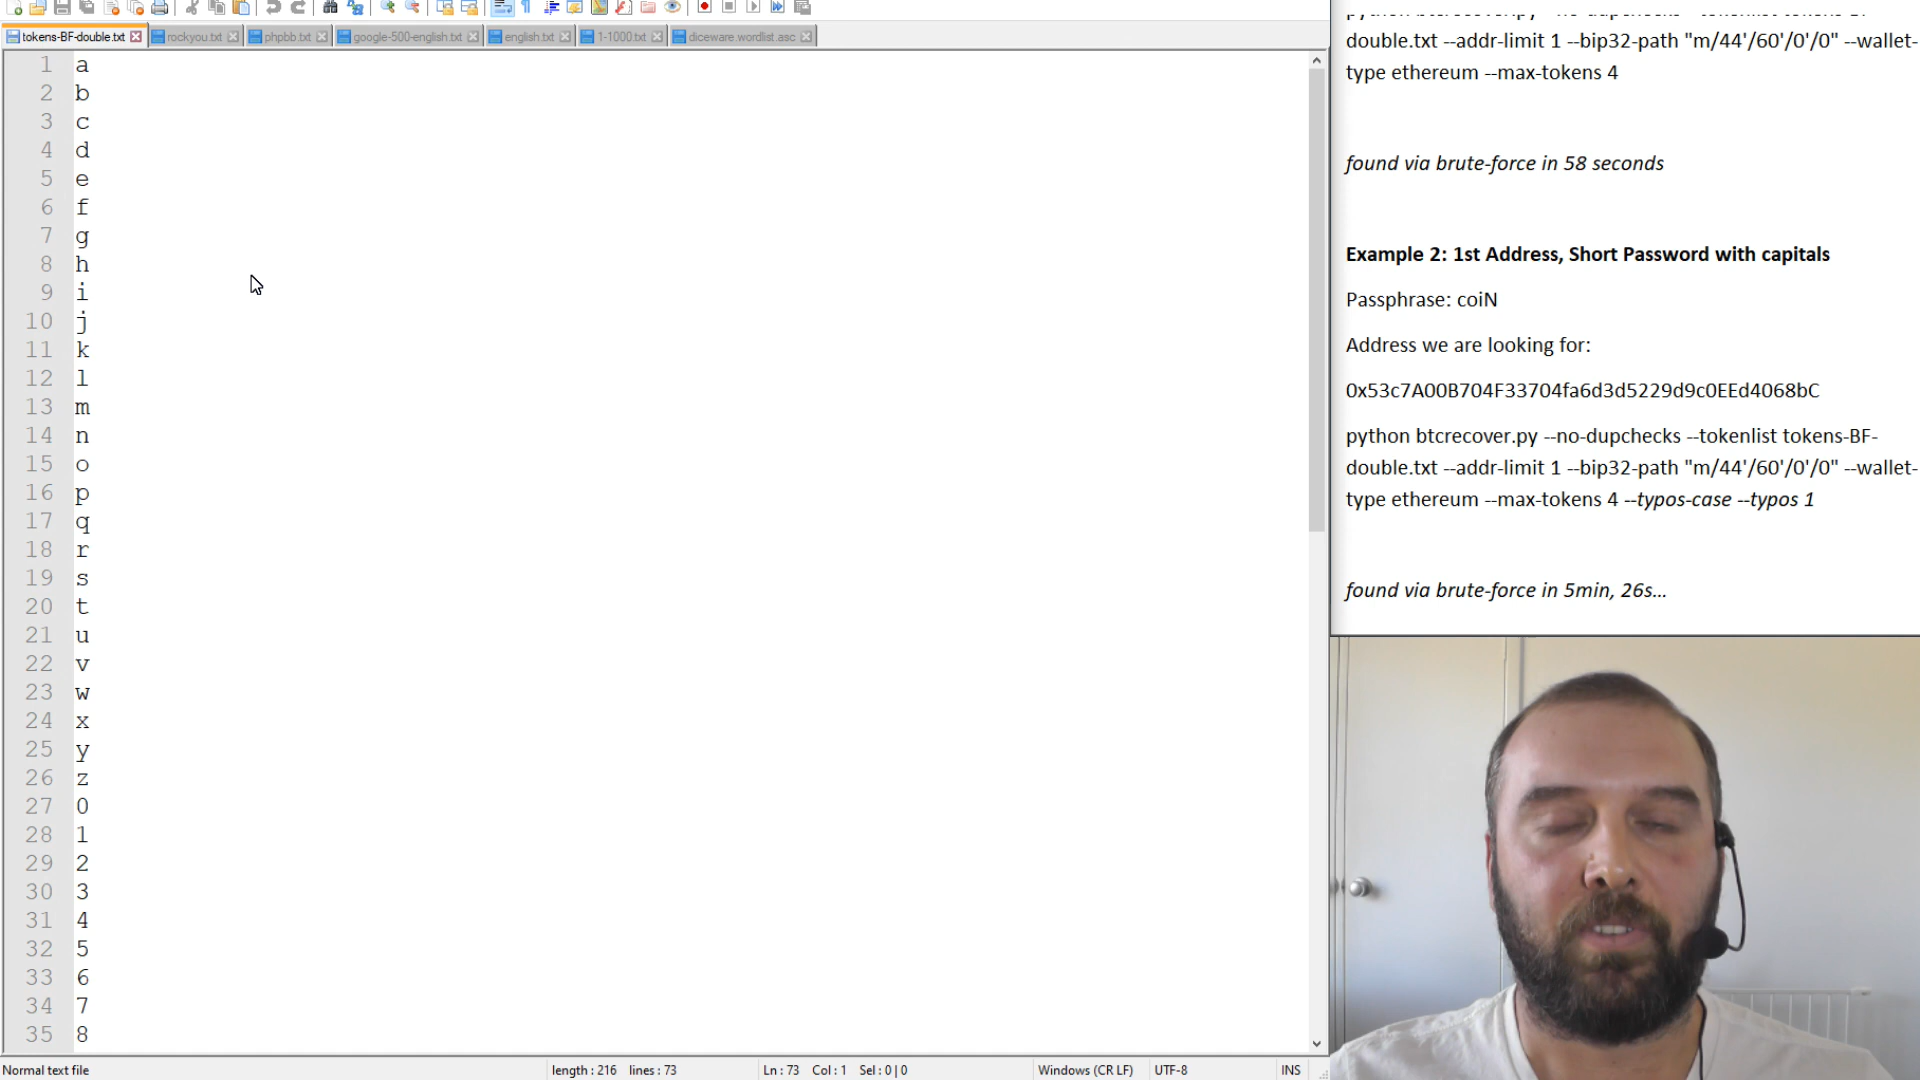 tokens-BF-double.txt
rockyou.txt
phpbb.txt
google-500-english.txt
english.txt
1-1000.txt
diceware.wordlist.asc
1 a
2 b
3 c
4 d
5 e
6 f
7 g
8 h
9 i
10 j
11 k
12 l
13 m
14 n
15 o
16 p
17 q
18 r
19 s
20 t
21 u
22 v
23 w
24 x
25 y
26 z
27 0
28 1
29 2
30 3
31 4
32 5
33 6
34 7
35 8
Normal text file
length : 216 lines : 73
Ln : 73 Col : 1 Sel : 0 | 0
Windows (CR LF)
UTF-8
INS
python btcrecover.py --no-dupchecks --tokenlist tokens-BF-
double.txt --addr-limit 1 --bip32-path "m/44'/60'/0'/0" --wallet-
type ethereum --max-tokens 4
found via brute-force in 58 seconds
Example 2: 1st Address, Short Password with capitals
Passphrase: coiN
Address we are looking for:
0x53c7A00B704F33704fa6d3d5229d9c0EEd4068bC
python btcrecover.py --no-dupchecks --tokenlist tokens-BF-
double.txt --addr-limit 1 --bip32-path "m/44'/60'/0'/0" --wallet-
type ethereum --max-tokens 4 --typos-case --typos 1
found via brute-force in 5min, 26s...